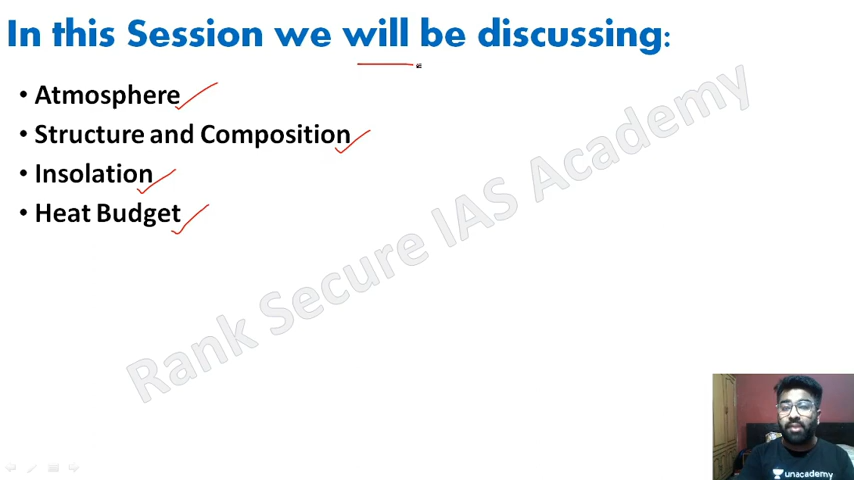 In this Session we will be discussing:
• Atmosphere
• Structure and Composition
• Insolation
• Heat Budget
Rank Secure IAS Academy
unacademy